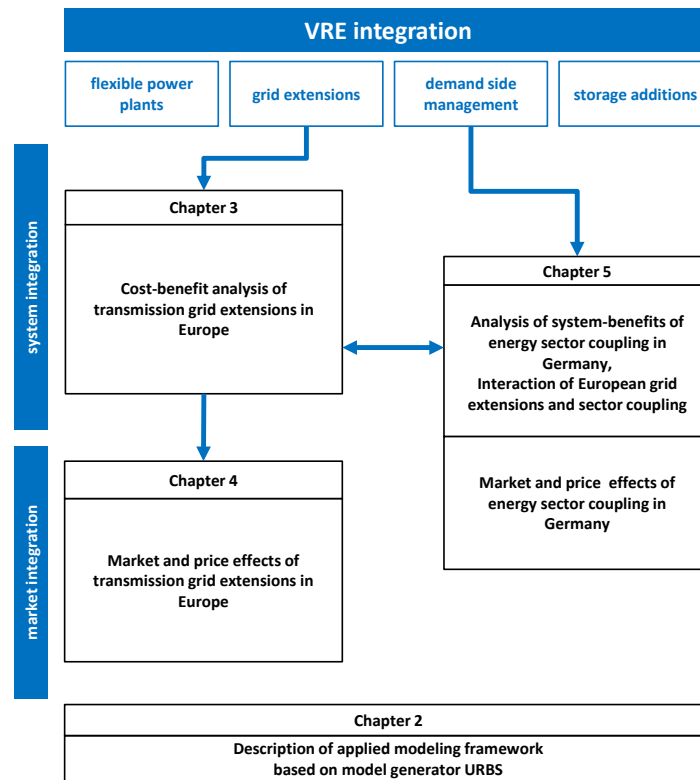 VRE integration
flexible power
plants
grid extensions
demand side
management
storage additions
system integration
Chapter 3
Cost-benefit analysis of
transmission grid extensions in
Europe
Chapter 5
Analysis of system-benefits of
energy sector coupling in
Germany,
Interaction of European grid
extensions and sector coupling
market integration
Chapter 4
Market and price effects of
transmission grid extensions in
Europe
Market and price effects of
energy sector coupling in
Germany
Chapter 2
Description of applied modeling framework
based on model generator URBS